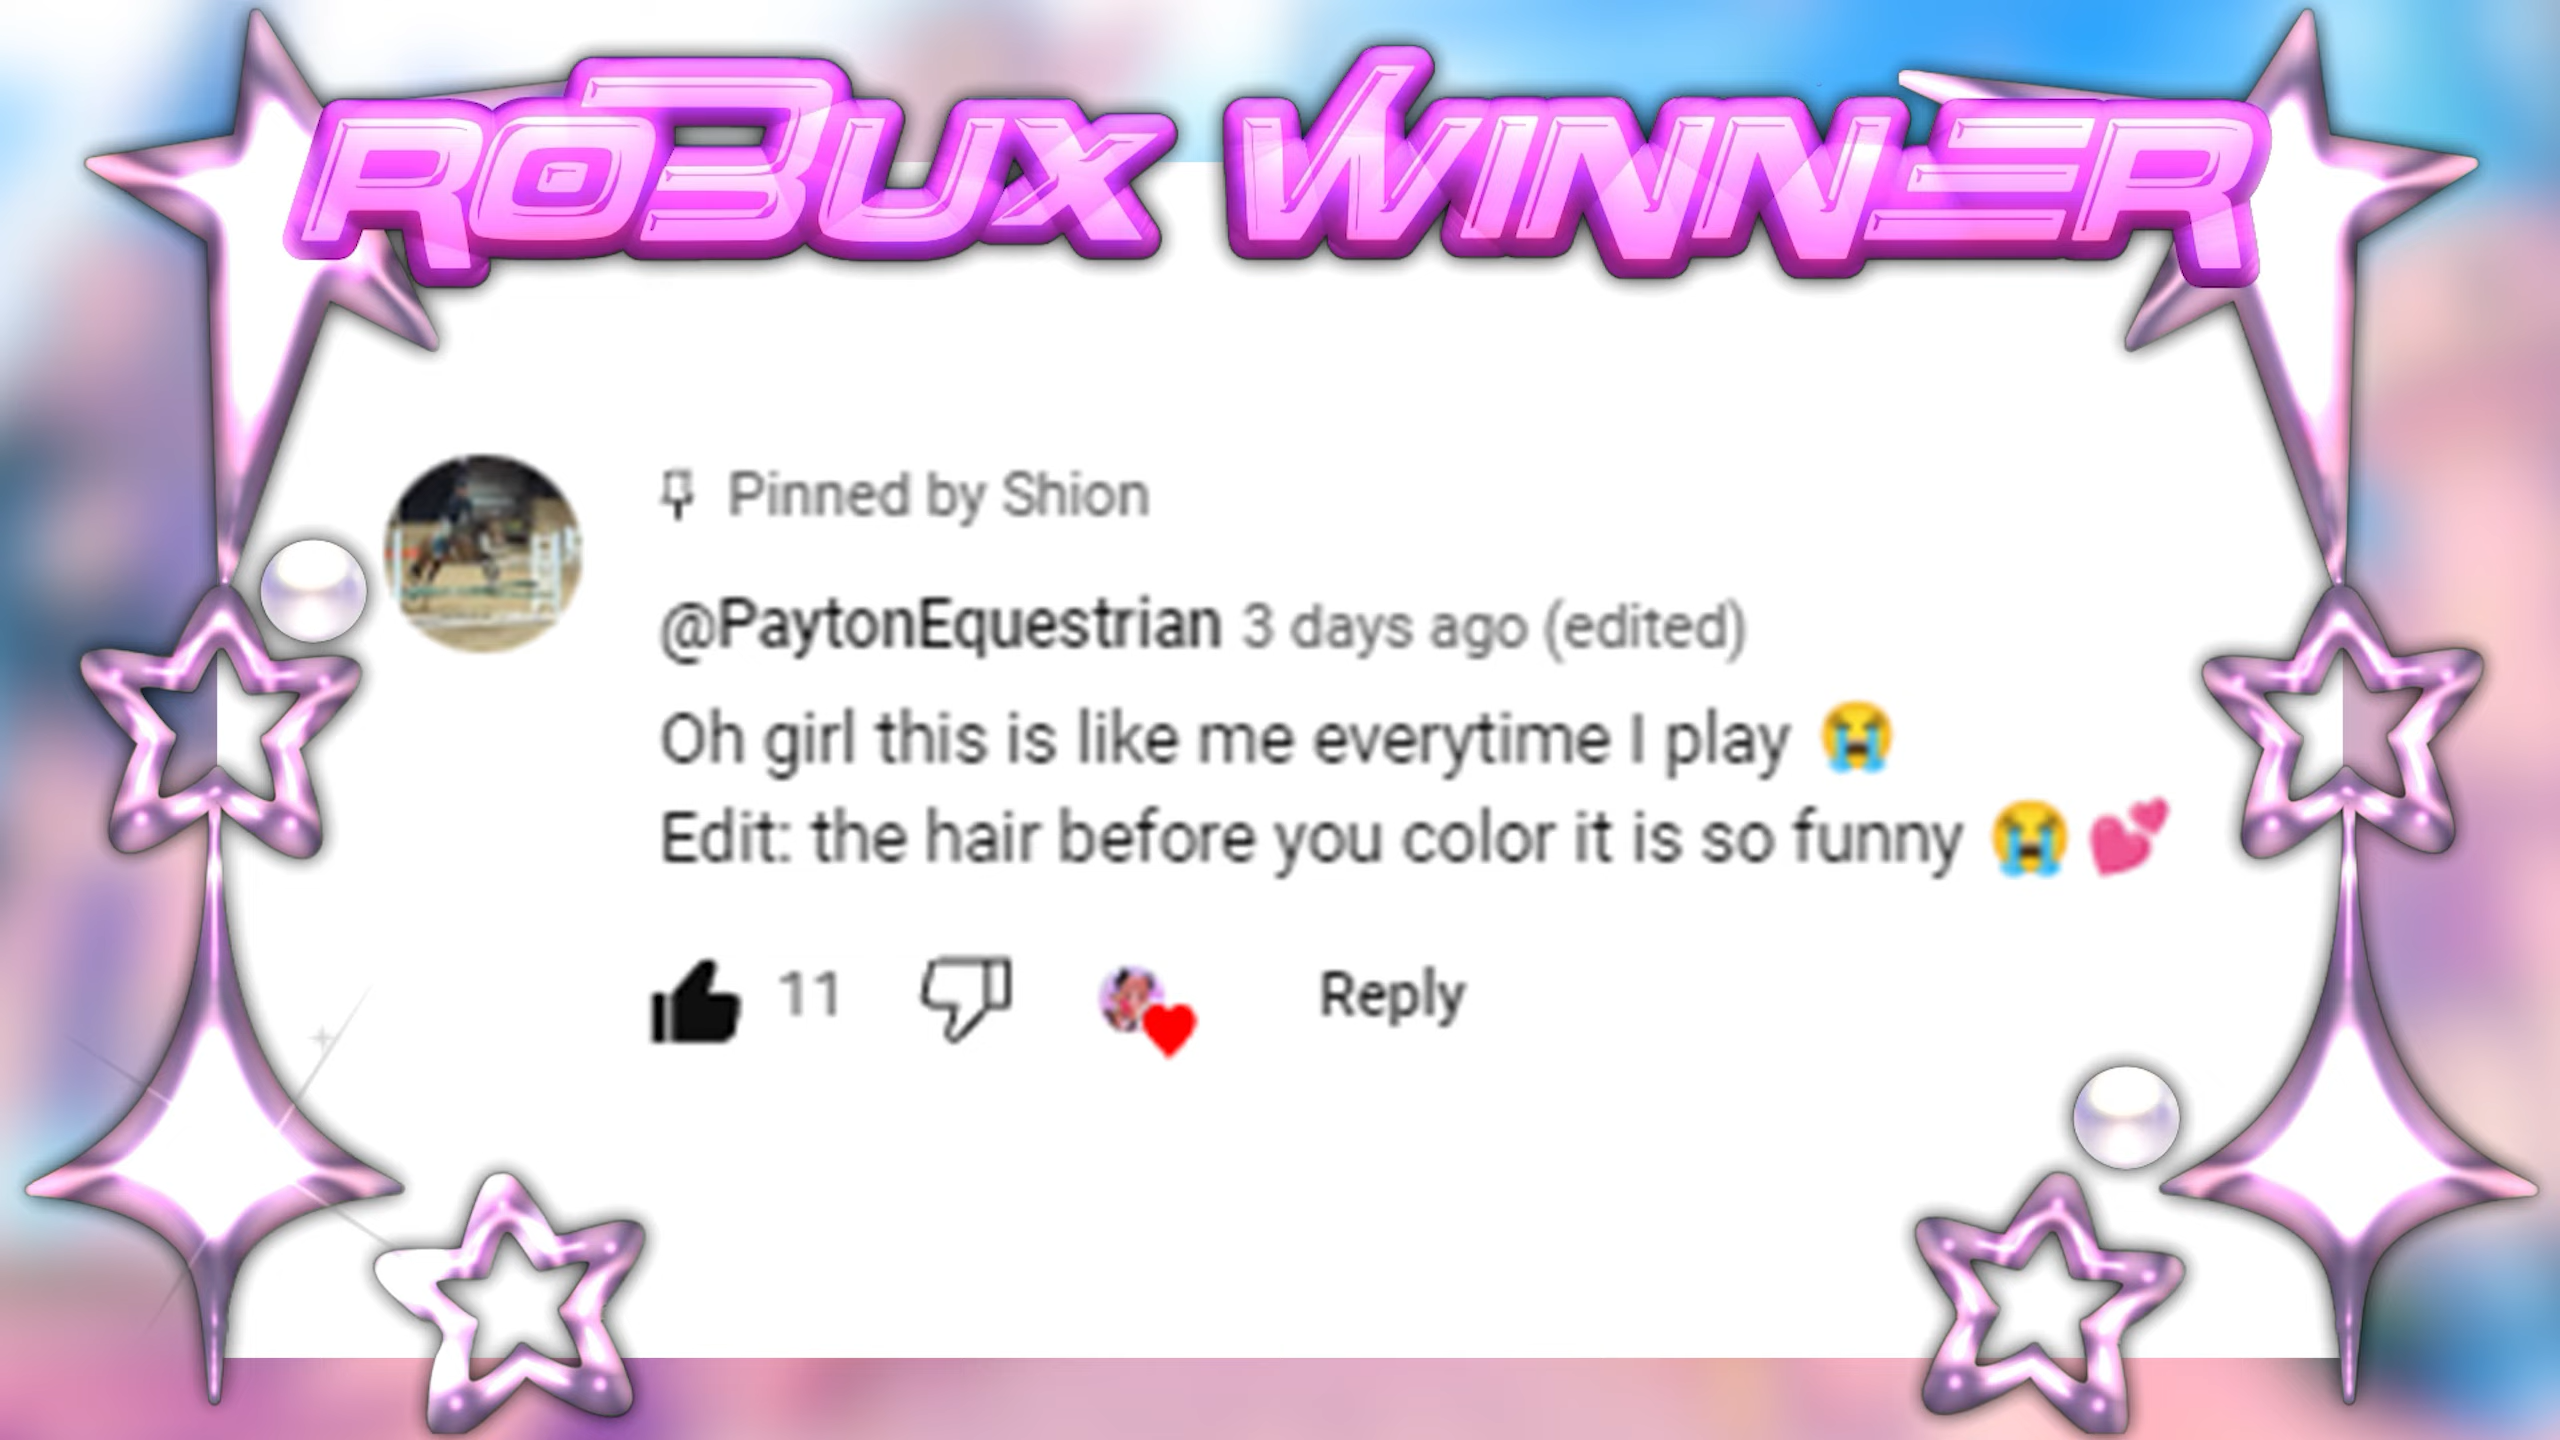 ROBUX WINNER
Pinned by Shion
@PaytonEquestrian 3 days ago (edited)
Oh girl this is like me everytime I play 😭
Edit: the hair before you color it is so funny 😭 💕
11 Reply